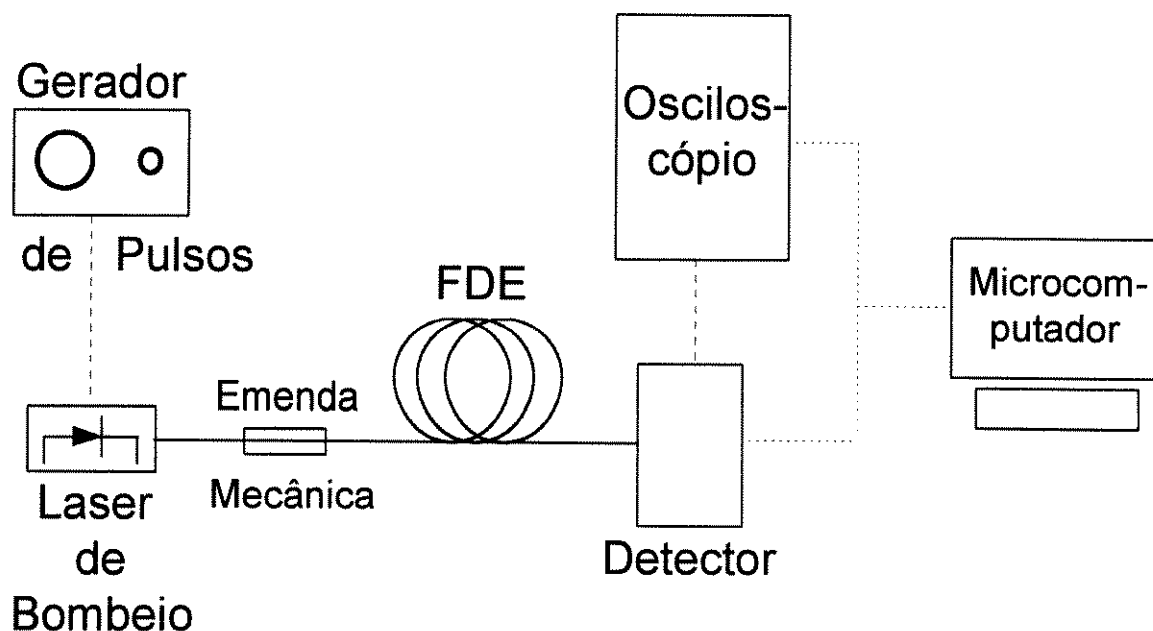 Gerador
de Pulsos
Oscilos-
cópio
FDE
Microcom-
putador
Emenda
Mecânica
Laser
de
Bombeio
Detector